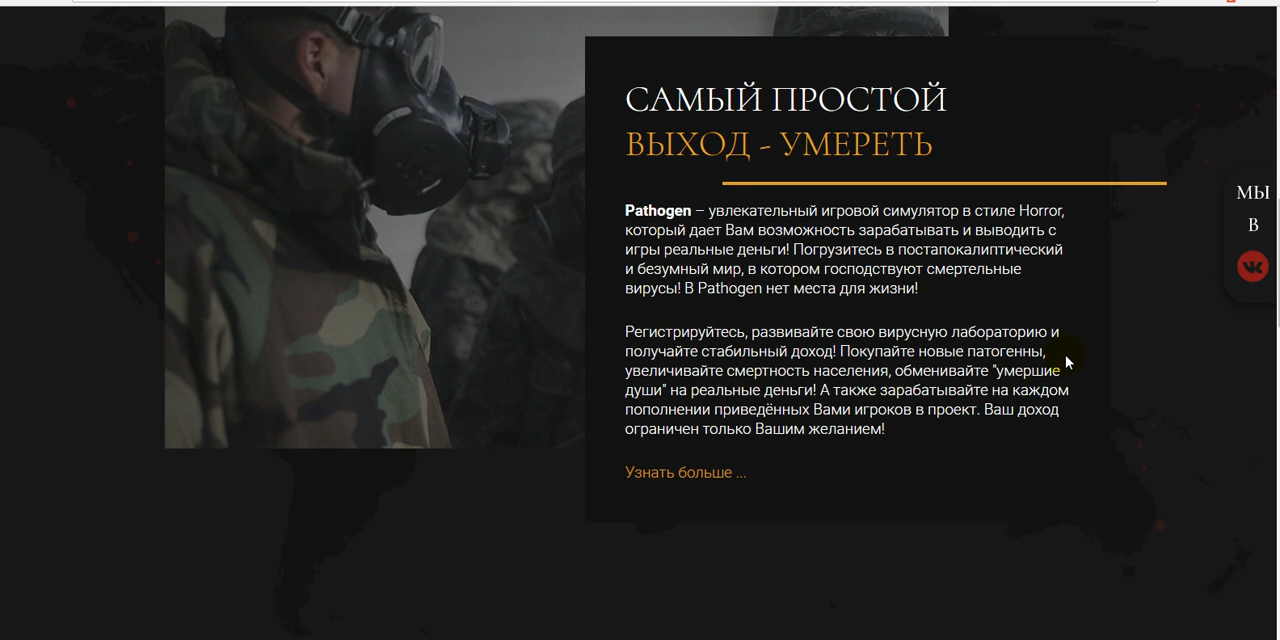 САМЫЙ ПРОСТОЙ
ВЫХОД - УМЕРЕТЬ
Pathogen – увлекательный игровой симулятор в стиле Horror,
который дает Вам возможность зарабатывать и выводить с
игры реальные деньги! Погрузитесь в постапокалиптический
и безумный мир, в котором господствуют смертельные
вирусы! В Pathogen нет места для жизни!
Регистрируйтесь, развивайте свою вирусную лабораторию и
получайте стабильный доход! Покупайте новые патогенны,
увеличивайте смертность населения, обменивайте "умершие
души" на реальные деньги! А также зарабатывайте на каждом
пополнении приведённых Вами игроков в проект. Ваш доход
ограничен только Вашим желанием!
Узнать больше ...
МЫ
В